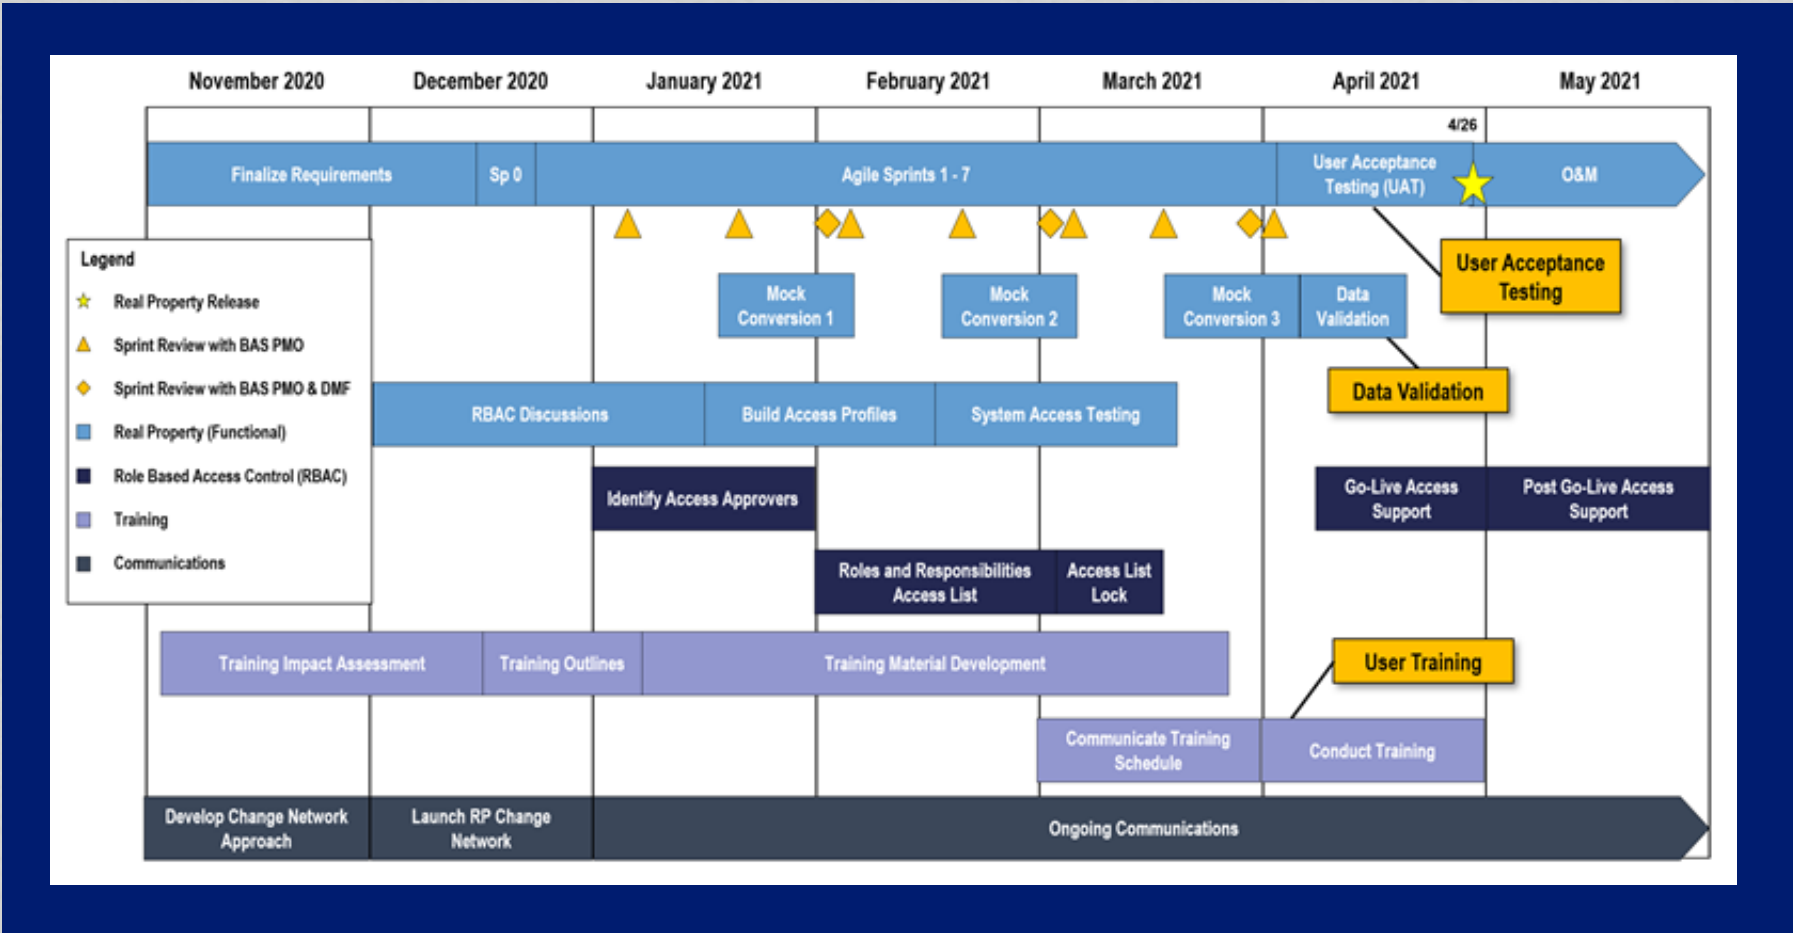 November 2020
December 2020
January 2021
February 2021
March 2021
April 2021
May 2021
4/26
Finalize Requirements
Sp 0
Agile Sprints 1 - 7
User Acceptance
Testing (UAT)
O&M
User Acceptance
Testing
Legend
Real Property Release
Sprint Review with BAS PMO
Sprint Review with BAS PMO & DMF
Real Property (Functional)
Role Based Access Control (RBAC)
Training
Communications
Mock
Conversion 1
Mock
Conversion 2
Mock
Conversion 3
Data
Validation
Data Validation
RBAC Discussions
Build Access Profiles
System Access Testing
Identify Access Approvers
Go-Live Access
Support
Post Go-Live Access
Support
Roles and Responsibilities
Access List
Access List
Lock
Training Impact Assessment
Training Outlines
Training Material Development
User Training
Communicate Training
Schedule
Conduct Training
Develop Change Network
Approach
Launch RP Change
Network
Ongoing Communications